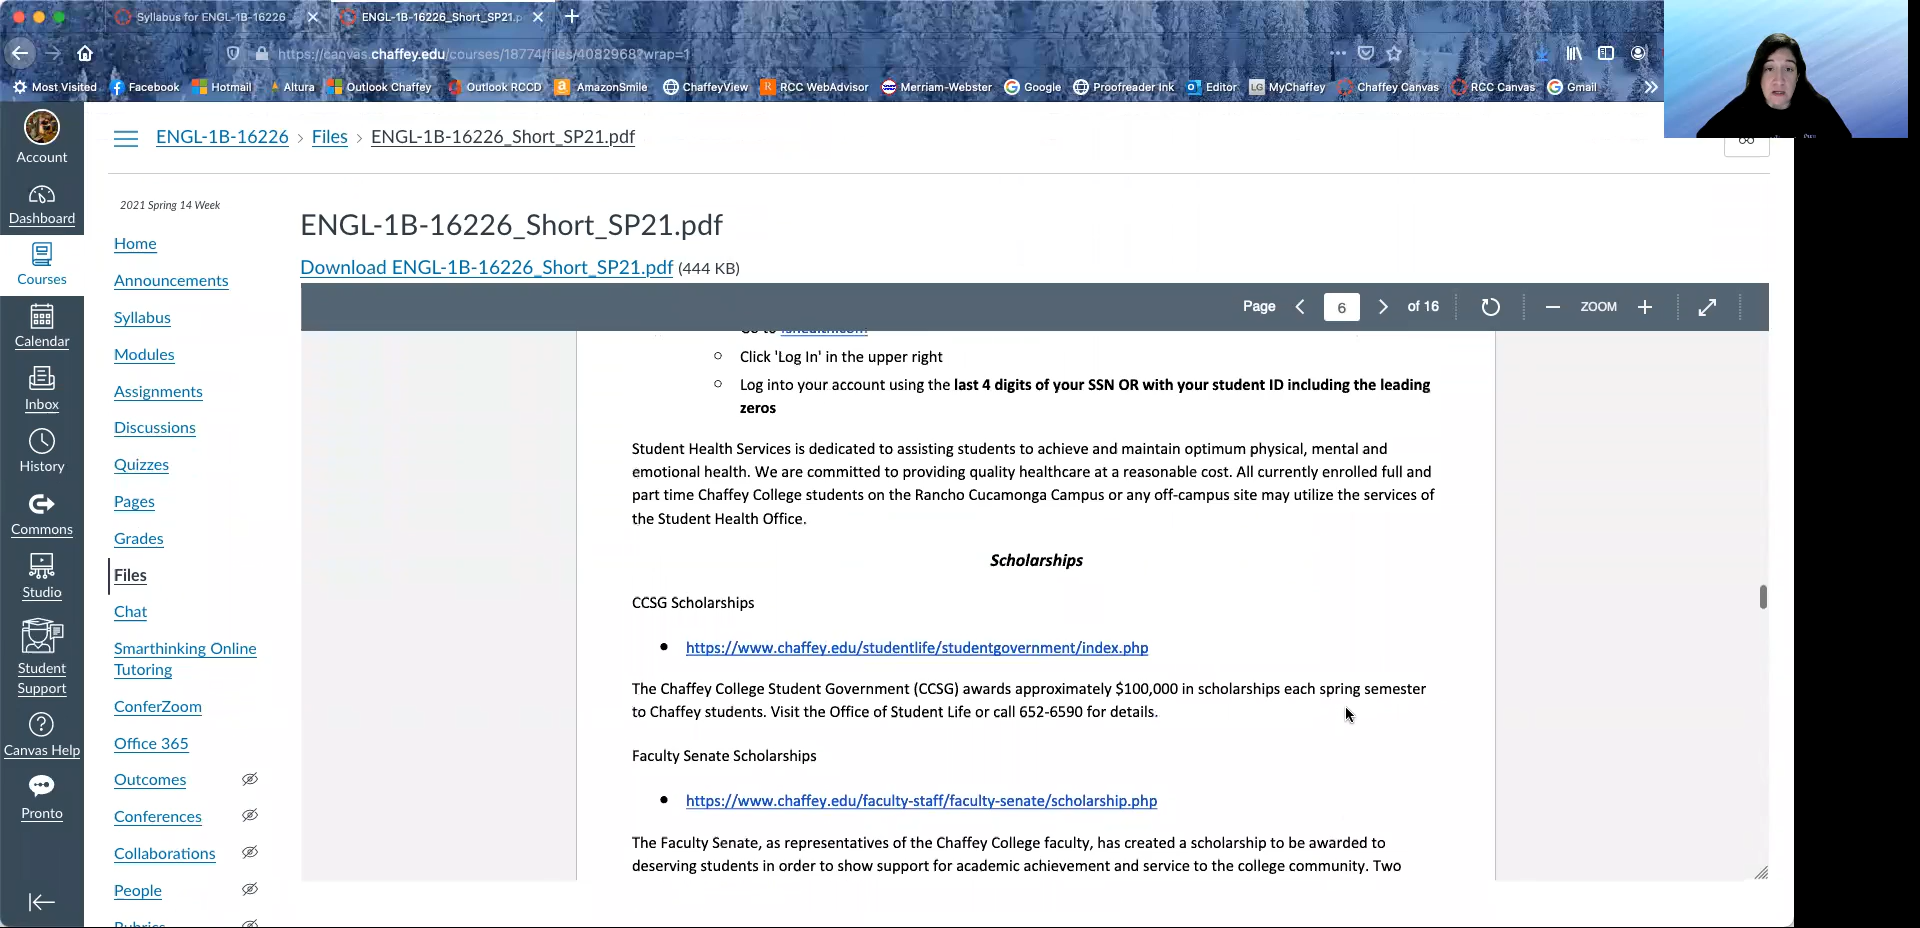 Syllabus for ENGL-1B-16226
ENGL-1B-16226_Short_SP21.p
https://canvas.chaffey.edu/courses/18774/files/4082968?wrap=1
Most Visited Facebook Hotmail Altura Outlook Chaffey Outlook RCCD AmazonSmile ChaffeyView RCC WebAdvisor Merriam-Webster Google Proofreader Ink Editor MyChaffey Chaffey Canvas RCC Canvas Gmail
Account
Dashboard
Courses
Calendar
Inbox
History
Commons
Studio
Student
Support
Canvas Help
Pronto
ENGL-1B-16226 > Files > ENGL-1B-16226_Short_SP21.pdf
2021 Spring 14 Week
Home
Announcements
Syllabus
Modules
Assignments
Discussions
Quizzes
Pages
Grades
Files
Chat
Smarthinking Online
Tutoring
ConferZoom
Office 365
Outcomes
Conferences
Collaborations
People
ENGL-1B-16226_Short_SP21.pdf
Download ENGL-1B-16226_Short_SP21.pdf (444 KB)
Page 6 of 16 ZOOM
Click 'Log In' in the upper right
Log into your account using the last 4 digits of your SSN OR with your student ID including the leading
zeros
Student Health Services is dedicated to assisting students to achieve and maintain optimum physical, mental and
emotional health. We are committed to providing quality healthcare at a reasonable cost. All currently enrolled full and
part time Chaffey College students on the Rancho Cucamonga Campus or any off-campus site may utilize the services of
the Student Health Office.
Scholarships
CCSG Scholarships
https://www.chaffey.edu/studentlife/studentgovernment/index.php
The Chaffey College Student Government (CCSG) awards approximately $100,000 in scholarships each spring semester
to Chaffey students. Visit the Office of Student Life or call 652-6590 for details.
Faculty Senate Scholarships
https://www.chaffey.edu/faculty-staff/faculty-senate/scholarship.php
The Faculty Senate, as representatives of the Chaffey College faculty, has created a scholarship to be awarded to
deserving students in order to show support for academic achievement and service to the college community. Two